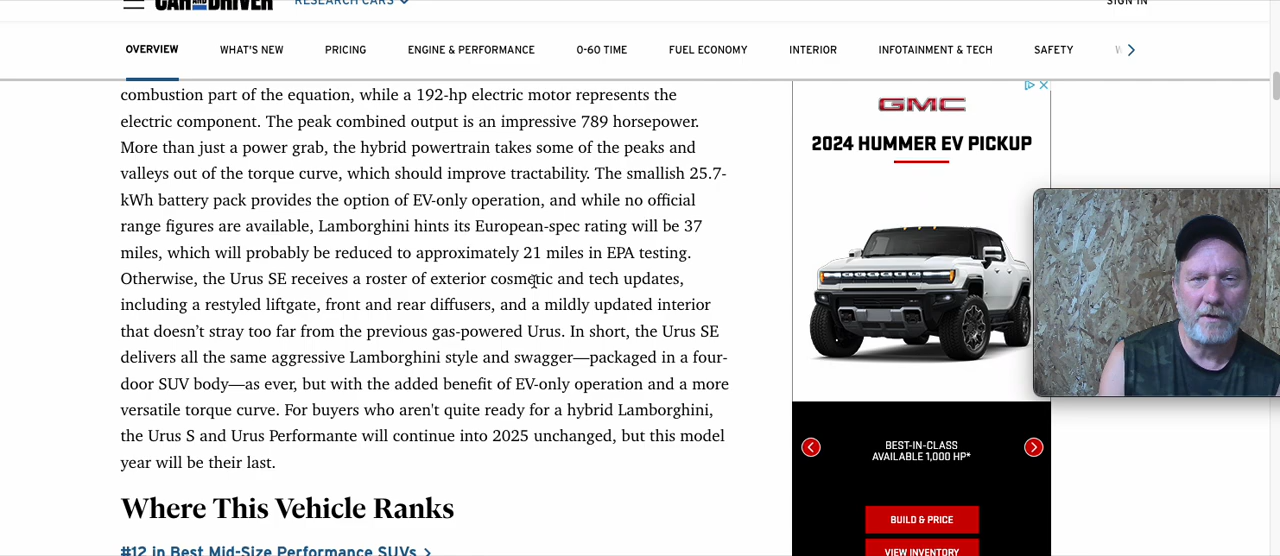 CAR AND DRIVER
RESEARCH CARS
SIGN IN
OVERVIEW
WHAT'S NEW
PRICING
ENGINE & PERFORMANCE
0-60 TIME
FUEL ECONOMY
INTERIOR
INFOTAINMENT & TECH
SAFETY
combustion part of the equation, while a 192-hp electric motor represents the
electric component. The peak combined output is an impressive 789 horsepower.
More than just a power grab, the hybrid powertrain takes some of the peaks and
valleys out of the torque curve, which should improve tractability. The smallish 25.7-
kWh battery pack provides the option of EV-only operation, and while no official
range figures are available, Lamborghini hints its European-spec rating will be 37
miles, which will probably be reduced to approximately 21 miles in EPA testing.
Otherwise, the Urus SE receives a roster of exterior cosmetic and tech updates,
including a restyled liftgate, front and rear diffusers, and a mildly updated interior
that doesn’t stray too far from the previous gas-powered Urus. In short, the Urus SE
delivers all the same aggressive Lamborghini style and swagger—packaged in a four-
door SUV body—as ever, but with the added benefit of EV-only operation and a more
versatile torque curve. For buyers who aren't quite ready for a hybrid Lamborghini,
the Urus S and Urus Performante will continue into 2025 unchanged, but this model
year will be their last.
Where This Vehicle Ranks
#12 in Best Mid-Size Performance SUVs
GMC
2024 HUMMER EV PICKUP
BEST-IN-CLASS
AVAILABLE 1,000 HP*
BUILD & PRICE
VIEW INVENTORY